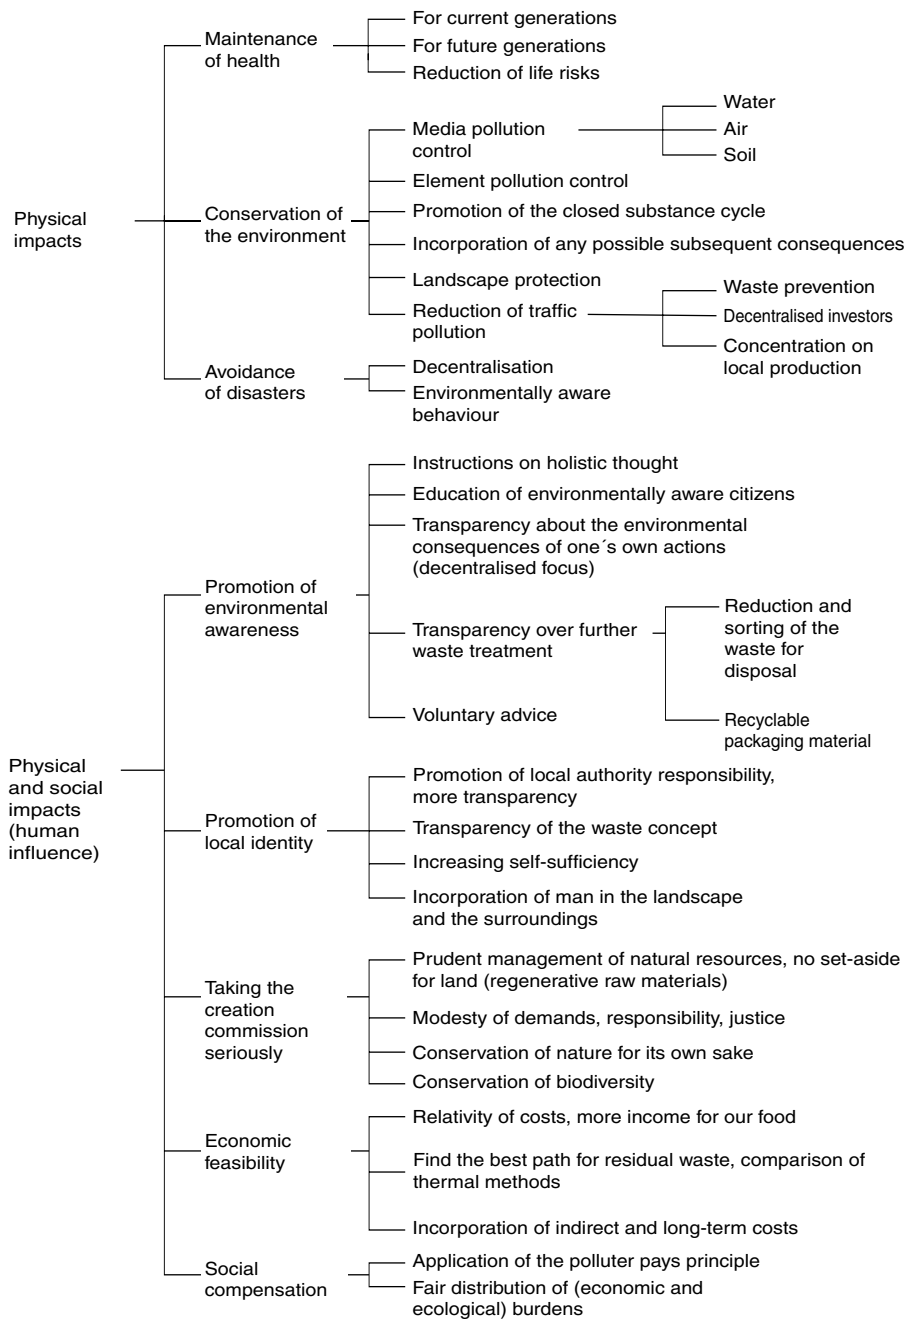 Physical
impacts
Maintenance
of health
For current generations
For future generations
Reduction of life risks
Conservation of
the environment
Media pollution
control
Water
Air
Soil
Element pollution control
Promotion of the closed substance cycle
Incorporation of any possible subsequent consequences
Landscape protection
Reduction of traffic
pollution
Waste prevention
Decentralised investors
Concentration on
local production
Avoidance
of disasters
Decentralisation
Environmentally aware
behaviour
Physical
and social
impacts
(human
influence)
Promotion of
environmental
awareness
Instructions on holistic thought
Education of environmentally aware citizens
Transparency about the environmental
consequences of one´s own actions
(decentralised focus)
Transparency over further
waste treatment
Reduction and
sorting of the
waste for
disposal
Recyclable
packaging material
Voluntary advice
Promotion of
local identity
Promotion of local authority responsibility,
more transparency
Transparency of the waste concept
Increasing self-sufficiency
Incorporation of man in the landscape
and the surroundings
Taking the
creation
commission
seriously
Prudent management of natural resources, no set-aside
for land (regenerative raw materials)
Modesty of demands, responsibility, justice
Conservation of nature for its own sake
Conservation of biodiversity
Economic
feasibility
Relativity of costs, more income for our food
Find the best path for residual waste, comparison of
thermal methods
Incorporation of indirect and long-term costs
Social
compensation
Application of the polluter pays principle
Fair distribution of (economic and
ecological) burdens